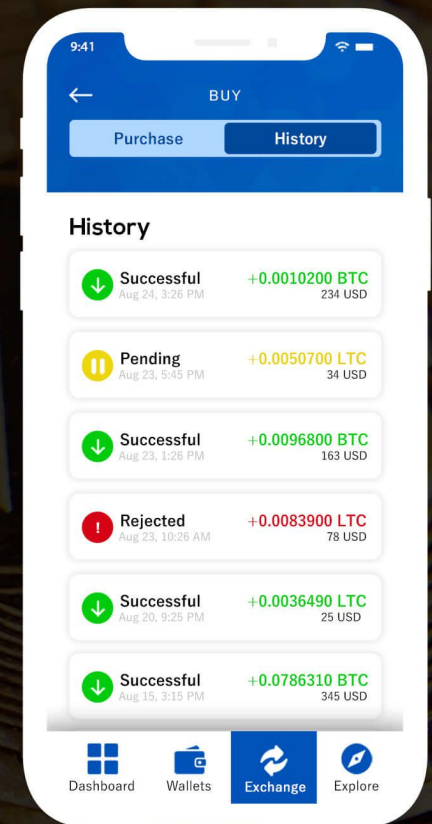 9:41
BUY
Purchase History
History
Successful +0.0010200 BTC
Aug 24, 3:26 PM 234 USD
Pending +0.0050700 LTC
Aug 23, 5:45 PM 34 USD
Successful +0.0096800 BTC
Aug 23, 1:26 PM 163 USD
Rejected +0.0083900 LTC
Aug 23, 10:26 AM 78 USD
Successful +0.0036490 LTC
Aug 20, 9:25 PM 25 USD
Successful +0.0786310 BTC
Aug 15, 3:15 PM 345 USD
Dashboard Wallets Exchange Explore